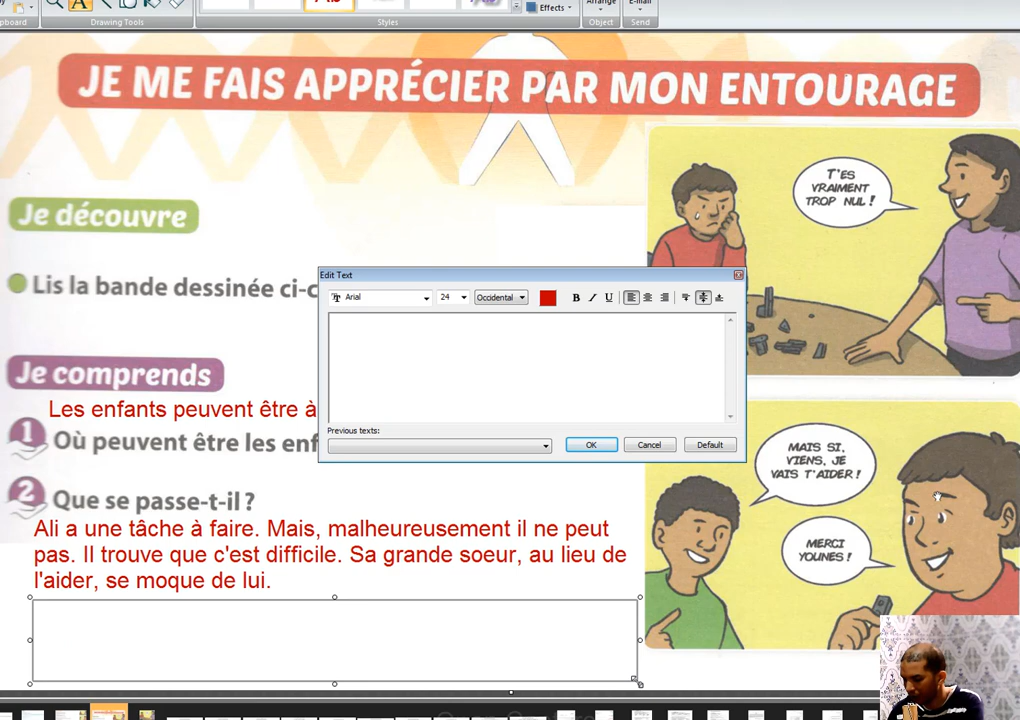 Styles
Drawing Tools
Effects
Arrange
Object
E-mail
Send
JE ME FAIS APPRÉCIER PAR MON ENTOURAGE
T'ES
VRAIMENT
TROP NUL !
Je découvre
Lis la bande dessinée ci-c
Edit Text
Arial
24
Occidental
B I U
Previous texts:
OK
Cancel
Default
Je comprends
Les enfants peuvent être à
1 Où peuvent être les enf
2 Que se passe-t-il ?
Ali a une tâche à faire. Mais, malheureusement il ne peut
pas. Il trouve que c'est difficile. Sa grande soeur, au lieu de
l'aider, se moque de lui.
MAIS SI,
VIENS, JE
VAIS T'AIDER !
MERCI
YOUNES !